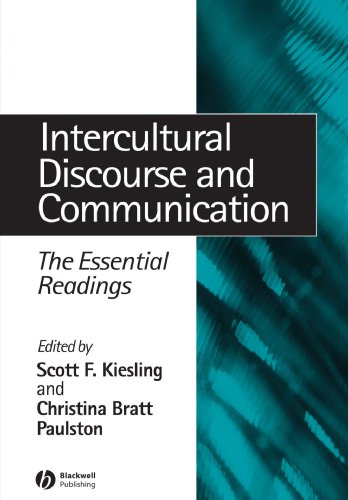 Intercultural
Discourse and
Communication
The Essential
Readings
Edited by
Scott F. Kiesling
and
Christina Bratt
Paulston
Blackwell
Publishing